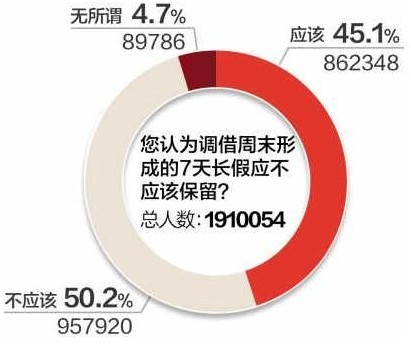 无所谓 4.7%
89786
应该 45.1%
862348
您认为调借周末形
成的7天长假应不
应该保留?
总人数:1910054
不应该 50.2%
957920